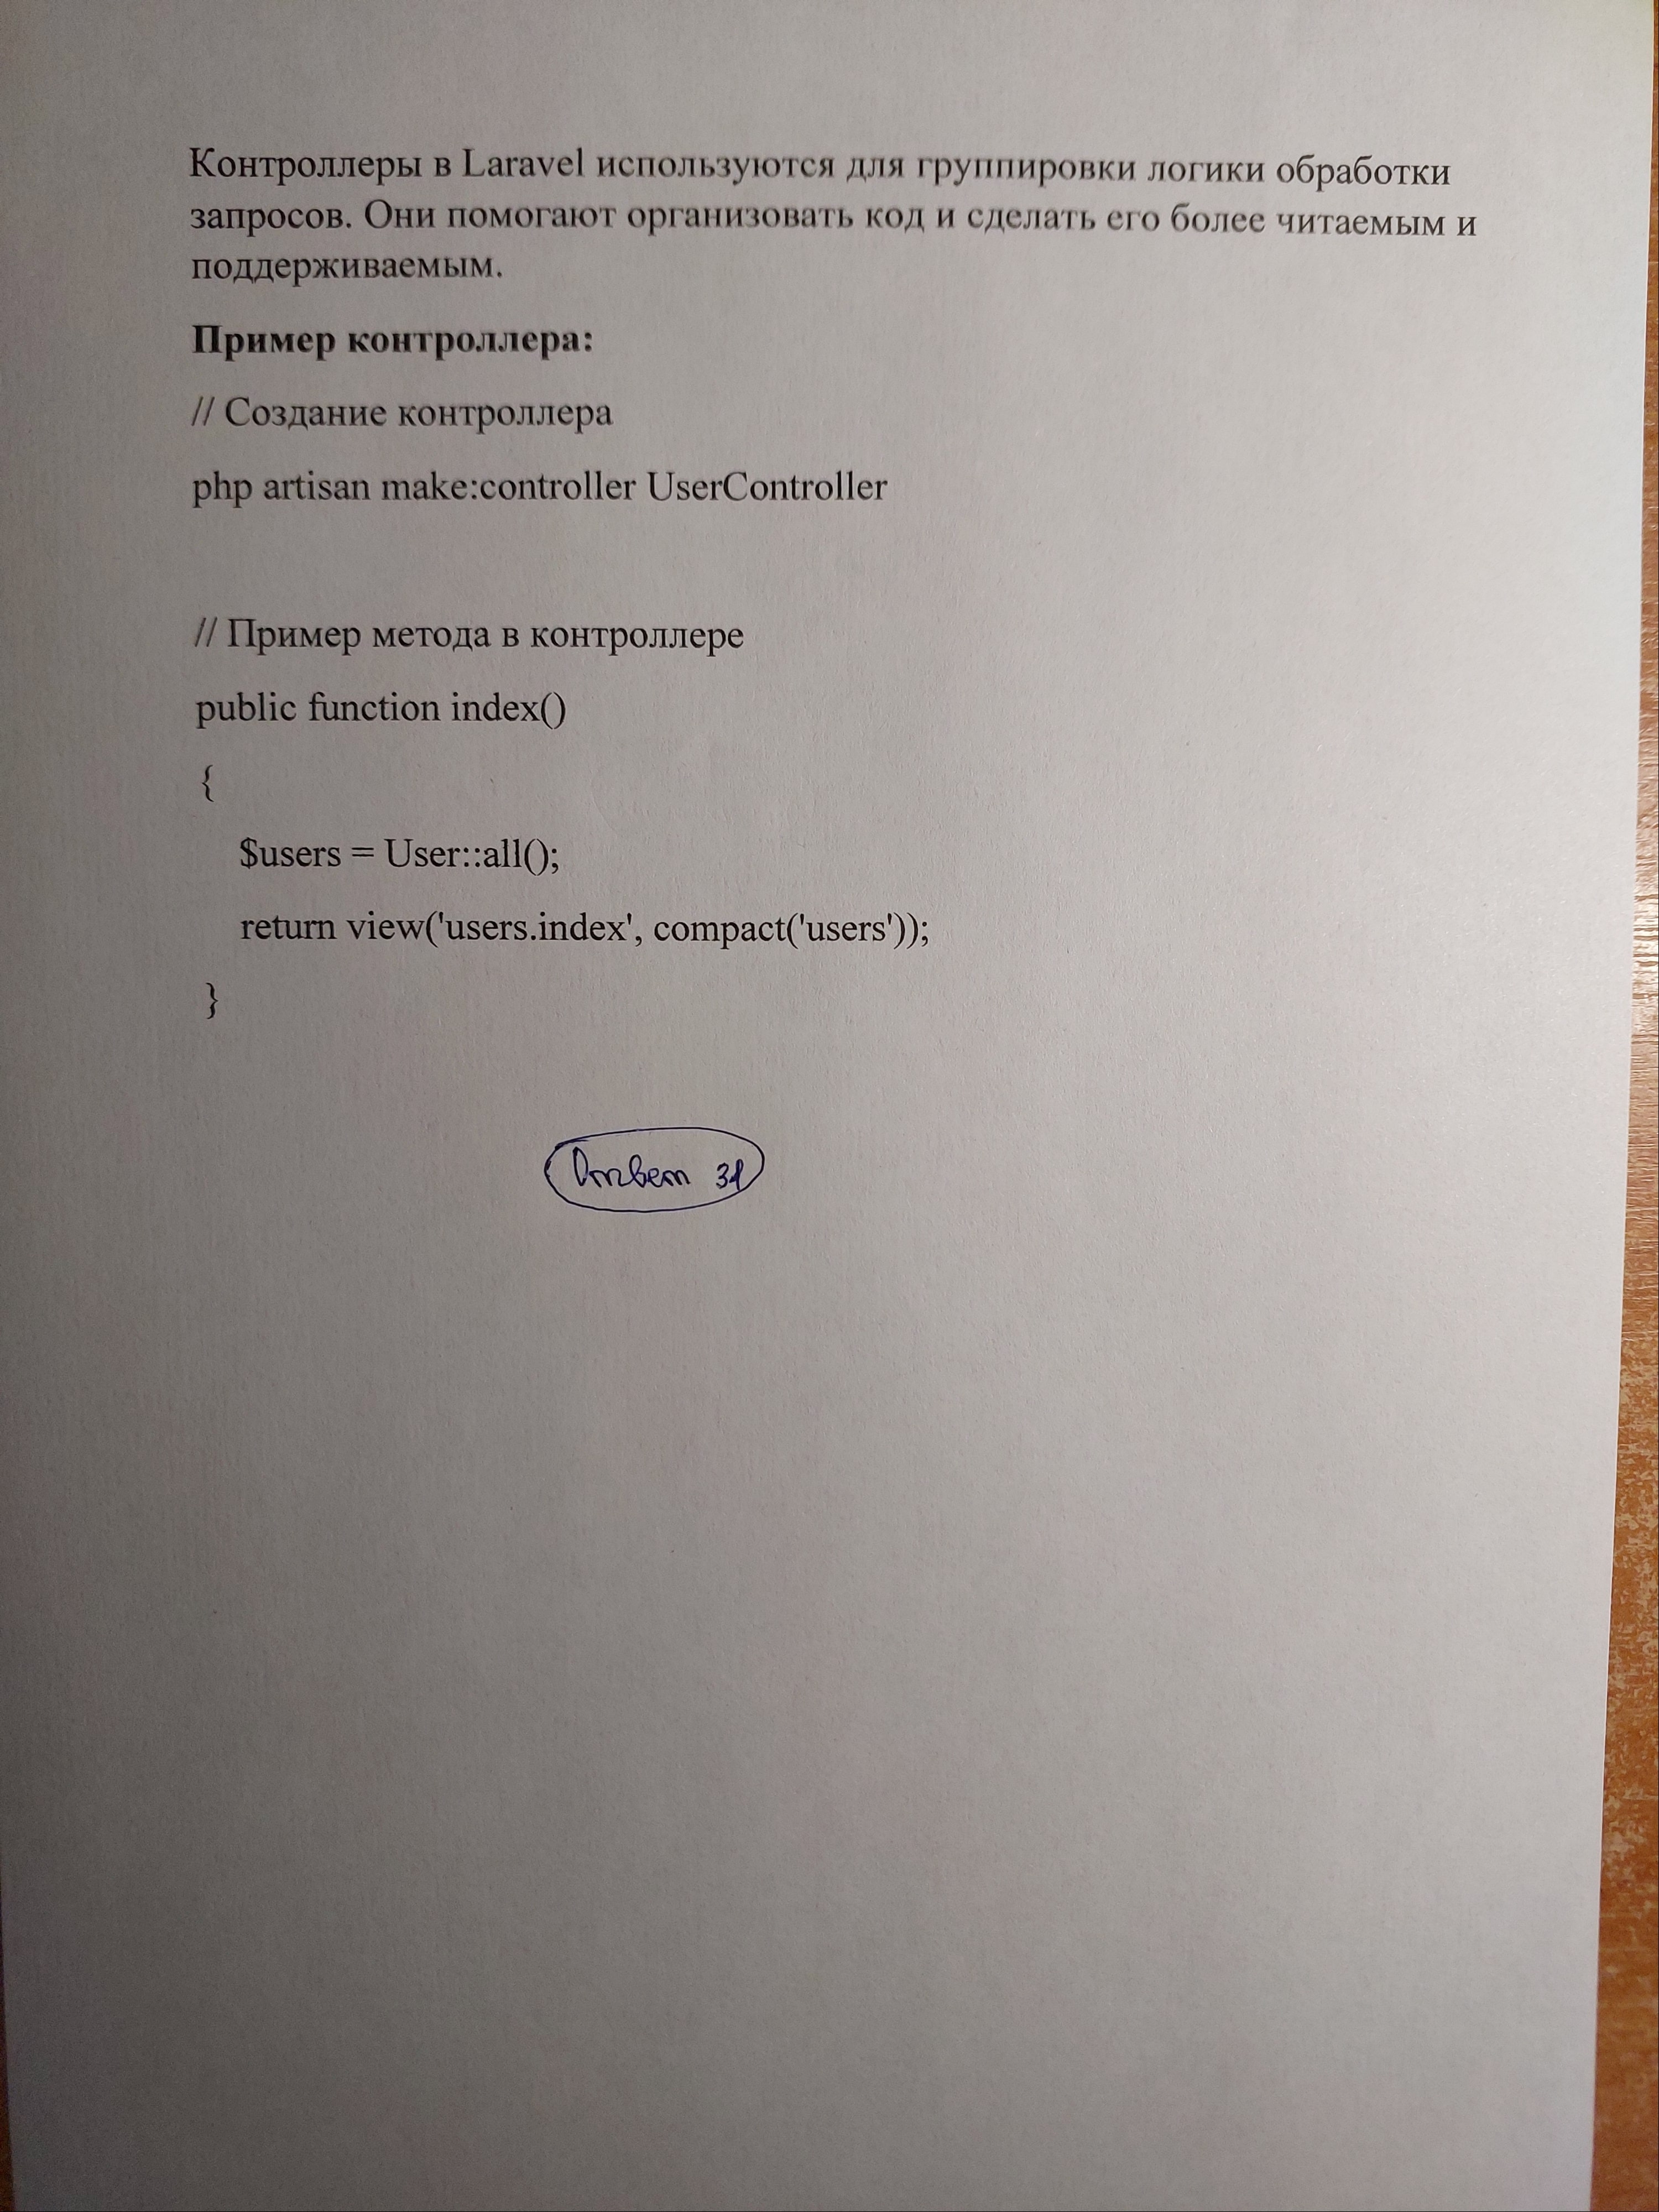 Контроллеры в Laravel используются для группировки логики обработки
запросов. Они помогают организовать код и сделать его более читаемым и
поддерживаемым.
Пример контроллера:
// Создание контроллера
php artisan make:controller UserController
// Пример метода в контроллере
public function index()
{
$users = User::all();
return view('users.index', compact('users'));
}
Ответ 31